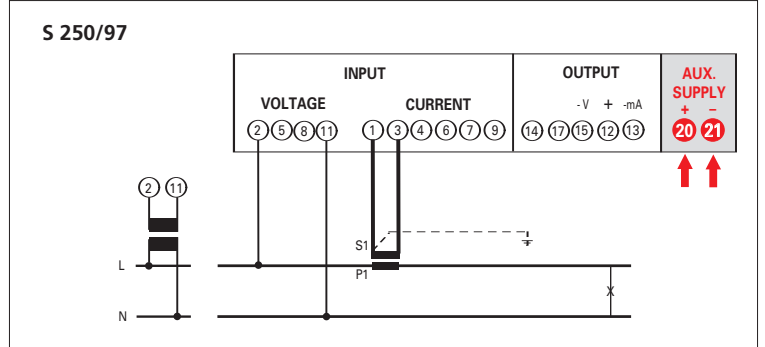 S 250/97
INPUT
OUTPUT
AUX.
SUPPLY
VOLTAGE
CURRENT
- V + -mA
+ –
2 5 8 11
1 3 4 6 7 9
14 17 15 12 13
20 21
2 11
S1
L
P1
X
N